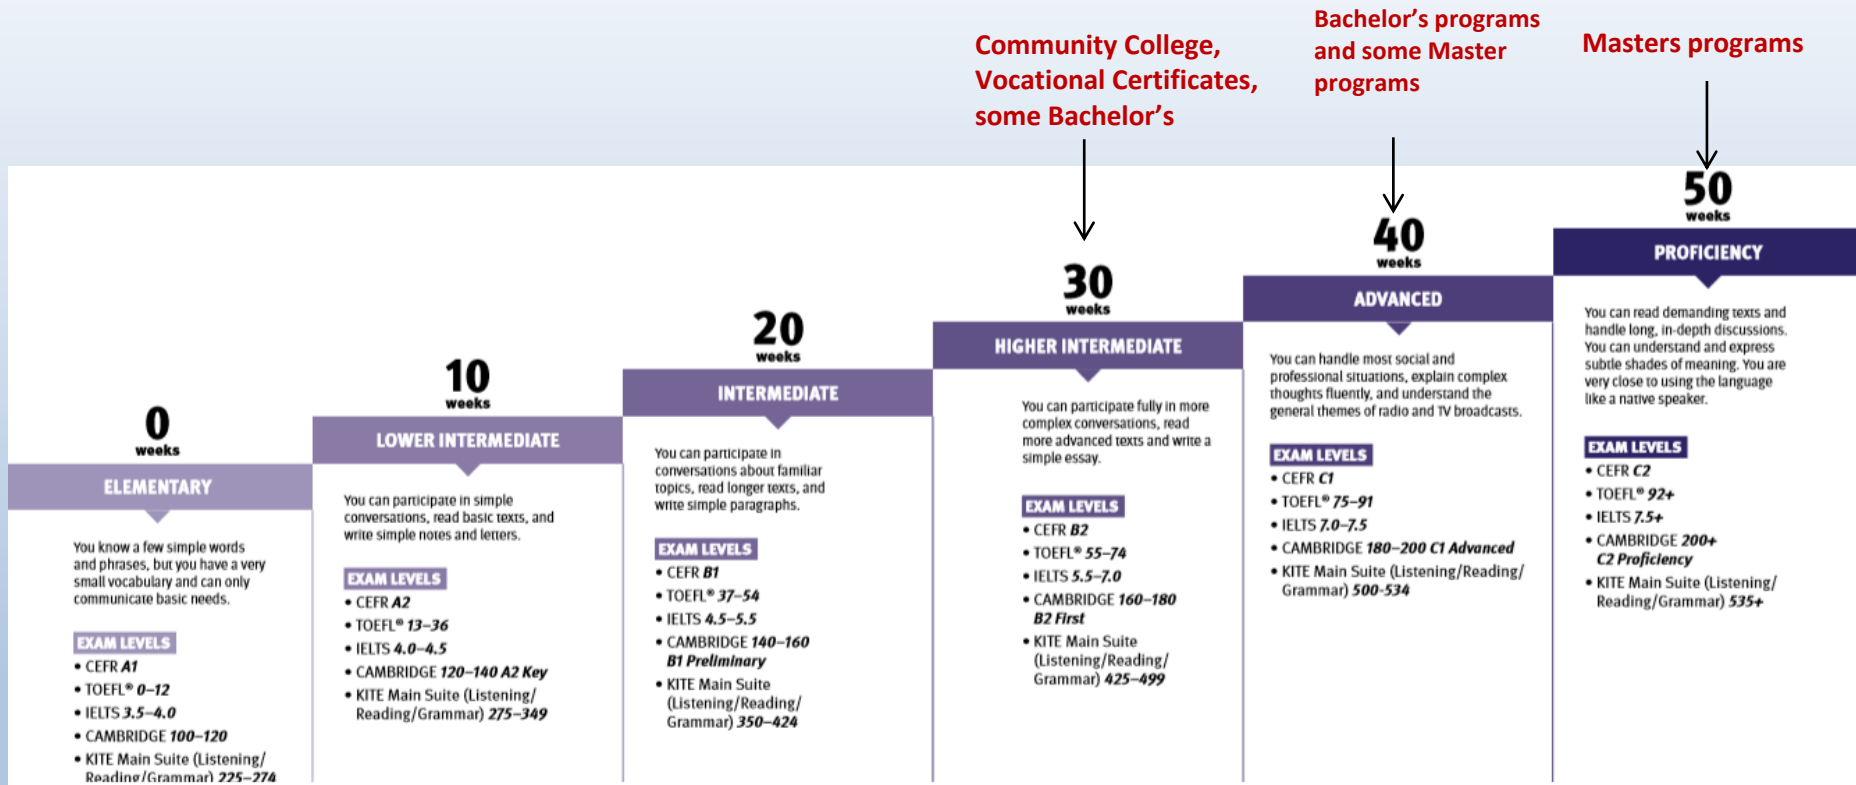 Community College,
Vocational Certificates,
some Bachelor's
Bachelor's programs
and some Master
programs
Masters programs
0
weeks
ELEMENTARY
You know a few simple words
and phrases, but you have a very
small vocabulary and can only
communicate basic needs.
EXAM LEVELS
• CEFR A1
• TOEFL® 0–12
• IELTS 3.5–4.0
• CAMBRIDGE 100–120
• KITE Main Suite (Listening/
Reading/Grammar) 225–274
10
weeks
LOWER INTERMEDIATE
You can participate in simple
conversations, read basic texts, and
write simple notes and letters.
EXAM LEVELS
• CEFR A2
• TOEFL® 13–36
• IELTS 4.0–4.5
• CAMBRIDGE 120–140 A2 Key
• KITE Main Suite (Listening/
Reading/Grammar) 275–349
20
weeks
INTERMEDIATE
You can participate in
conversations about familiar
topics, read longer texts, and
write simple paragraphs.
EXAM LEVELS
• CEFR B1
• TOEFL® 37–54
• IELTS 4.5–5.5
• CAMBRIDGE 140–160
B1 Preliminary
• KITE Main Suite
(Listening/Reading/
Grammar) 350–424
30
weeks
HIGHER INTERMEDIATE
You can participate fully in more
complex conversations, read
more advanced texts and write a
simple essay.
EXAM LEVELS
• CEFR B2
• TOEFL® 55–74
• IELTS 5.5–7.0
• CAMBRIDGE 160–180
B2 First
• KITE Main Suite
(Listening/Reading/
Grammar) 425–499
40
weeks
ADVANCED
You can handle most social and
professional situations, explain complex
thoughts fluently, and understand the
general themes of radio and TV broadcasts.
EXAM LEVELS
• CEFR C1
• TOEFL® 75–91
• IELTS 7.0–7.5
• CAMBRIDGE 180–200 C1 Advanced
• KITE Main Suite (Listening/Reading/
Grammar) 500-534
50
weeks
PROFICIENCY
You can read demanding texts and
handle long, in-depth discussions.
You can understand and express
subtle shades of meaning. You are
very close to using the language
like a native speaker.
EXAM LEVELS
• CEFR C2
• TOEFL® 92+
• IELTS 7.5+
• CAMBRIDGE 200+
C2 Proficiency
• KITE Main Suite (Listening/
Reading/Grammar) 535+